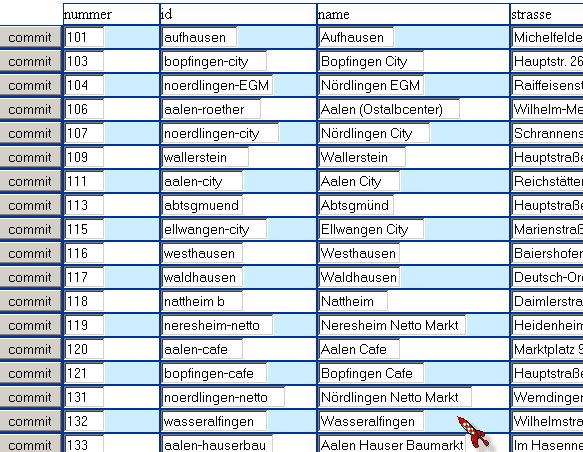 nummer id name strasse
commit 101 aufhausen Aufhausen Michelfelde
commit 103 bopfingen-city Bopfingen City Hauptstr. 26
commit 104 noerdlingen-EGM Nördlingen EGM Raiffeisenst
commit 106 aalen-roether Aalen (Ostalbcenter) Wilhelm-Me
commit 107 noerdlingen-city Nördlingen City Schrannens
commit 109 wallerstein Wallerstein Hauptstraße
commit 111 aalen-city Aalen City Reichstätte
commit 113 abtsgmuend Abtsgmünd Hauptstraße
commit 115 ellwangen-city Ellwangen City Marienstraß
commit 116 westhausen Westhausen Baiershofer
commit 117 waldhausen Waldhausen Deutsch-Or
commit 118 nattheim b Nattheim Daimlerstra
commit 119 neresheim-netto Neresheim Netto Markt Heidenheim
commit 120 aalen-cafe Aalen Cafe Marktplatz 9
commit 121 bopfingen-cafe Bopfingen Cafe Hauptstraße
commit 131 noerdlingen-netto Nördlingen Netto Markt Wemdinger
commit 132 wasseralfingen Wasseralfingen Wilhelmstra
commit 133 aalen-hauserbau Aalen Hauser Baumarkt Im Hasenne